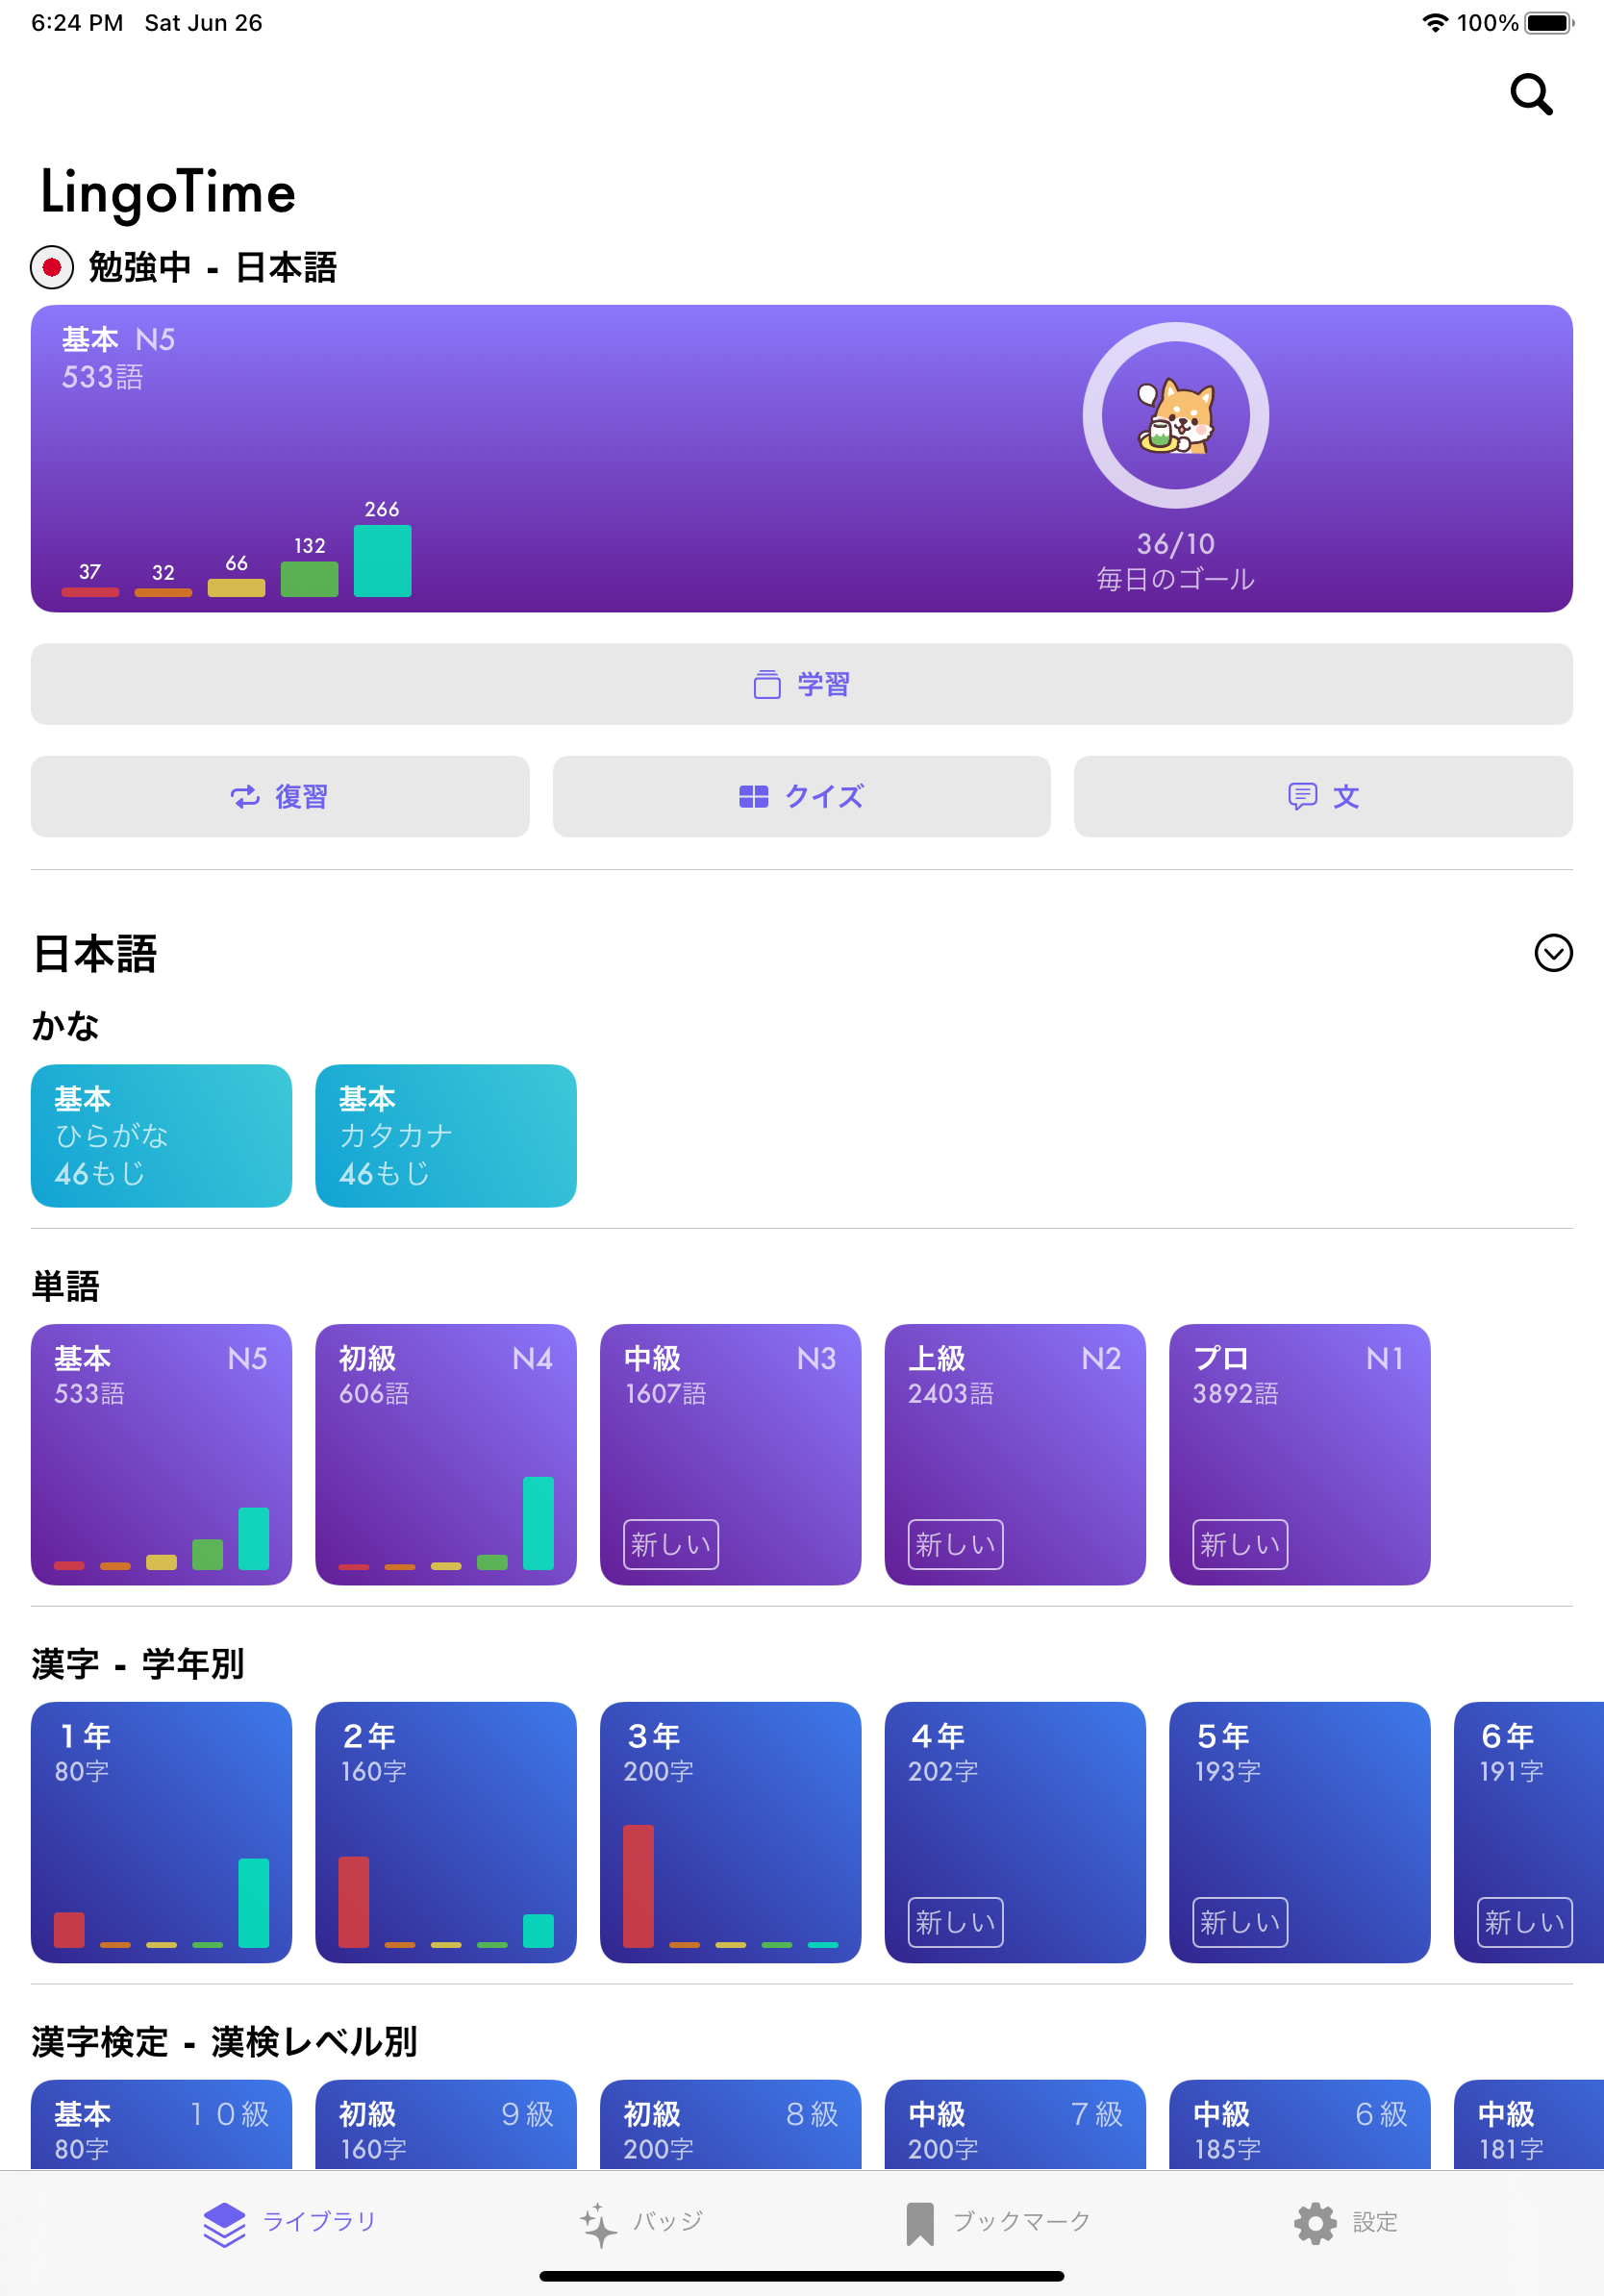 6:24 PM Sat Jun 26 100%
LingoTime
勉強中 - 日本語
基本 N5
533語
37 32 66 132 266
36/10
毎日のゴール
学習
復習 クイズ 文
日本語
かな
基本 基本
ひらがな カタカナ
46もじ 46もじ
単語
基本 N5 初級 N4 中級 N3 上級 N2 プロ N1
533語 606語 1607語 2403語 3892語
新しい 新しい 新しい
漢字 - 学年別
１年 ２年 ３年 ４年 ５年 ６年
80字 160字 200字 202字 193字 191字
新しい 新しい 新しい
漢字検定 - 漢検レベル別
基本 １０級 初級 ９級 初級 ８級 中級 ７級 中級 ６級 中級
80字 160字 200字 200字 185字 181字
ライブラリ バッジ ブックマーク 設定